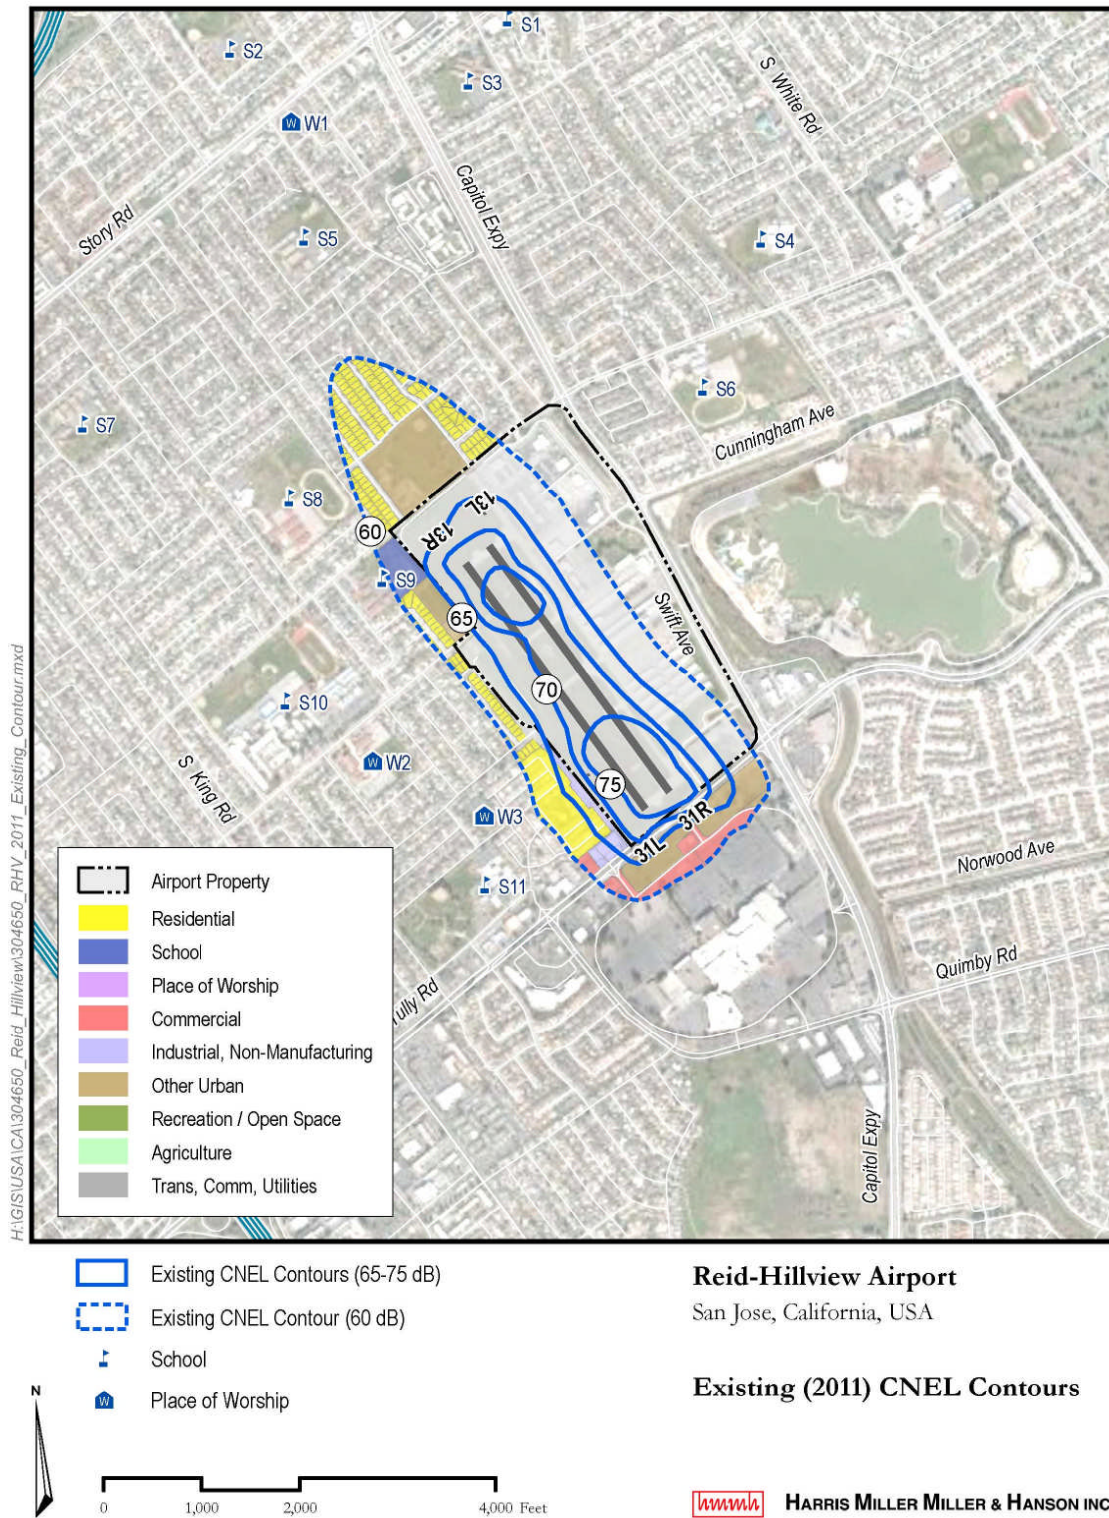 S1
S2
S3
W1
S White Rd
Capitol Expy
Story Rd
S5
S4
S6
S7
Cunningham Ave
S8
13L
13R
60
S9
65
Swift Ave
70
S10
W2
75
S King Rd
W3
31R
31L
Norwood Ave
S11
Quimby Rd
Tully Rd
Capitol Expy
Airport Property
Residential
School
Place of Worship
Commercial
Industrial, Non-Manufacturing
Other Urban
Recreation / Open Space
Agriculture
Trans, Comm, Utilities
H:\GIS\USA\CA\304650_Reid_Hillview\304650_RHV_2011_Existing_Contour.mxd
Existing CNEL Contours (65-75 dB)
Existing CNEL Contour (60 dB)
School
Place of Worship
Reid-Hillview Airport
San Jose, California, USA
Existing (2011) CNEL Contours
N
0 1,000 2,000 4,000 Feet
hmmh HARRIS MILLER MILLER & HANSON INC